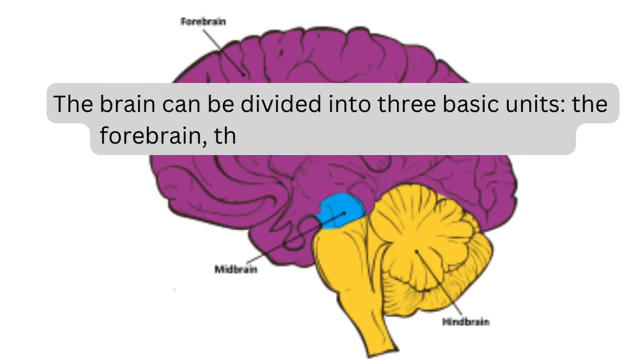 Forebrain
The brain can be divided into three basic units: the
forebrain, th
Midbrain
Hindbrain